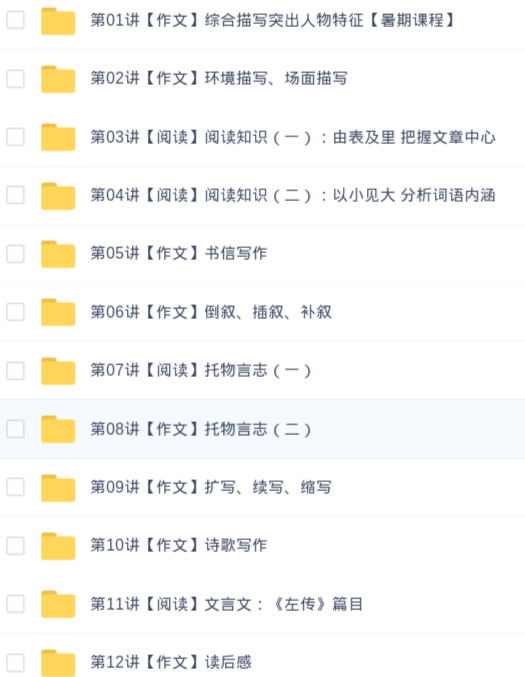 第01讲【作文】综合描写突出人物特征【暑期课程】
第02讲【作文】环境描写、场面描写
第03讲【阅读】阅读知识（一）：由表及里 把握文章中心
第04讲【阅读】阅读知识（二）：以小见大 分析词语内涵
第05讲【作文】书信写作
第06讲【作文】倒叙、插叙、补叙
第07讲【阅读】托物言志（一）
第08讲【作文】托物言志（二）
第09讲【作文】扩写、续写、缩写
第10讲【作文】诗歌写作
第11讲【阅读】文言文：《左传》篇目
第12讲【作文】读后感